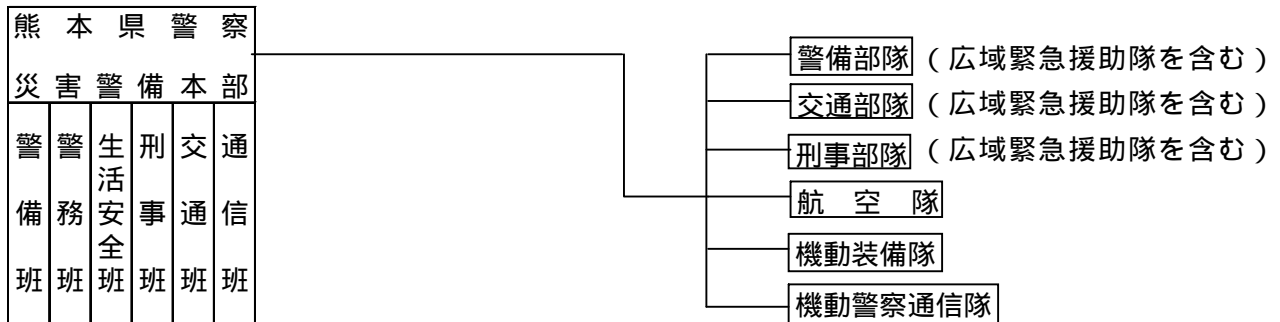 熊本県警察
災害警備本部
警備班
警務班
生活安全班
刑事班
交通班
通信班
警備部隊（広域緊急援助隊を含む）
交通部隊（広域緊急援助隊を含む）
刑事部隊（広域緊急援助隊を含む）
航空隊
機動装備隊
機動警察通信隊